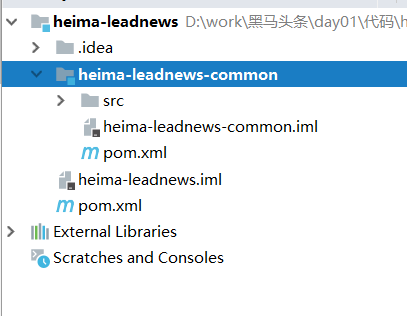 heima-leadnews D:\work\黑马头条\day01\代码\h
.idea
heima-leadnews-common
src
heima-leadnews-common.iml
pom.xml
heima-leadnews.iml
pom.xml
External Libraries
Scratches and Consoles